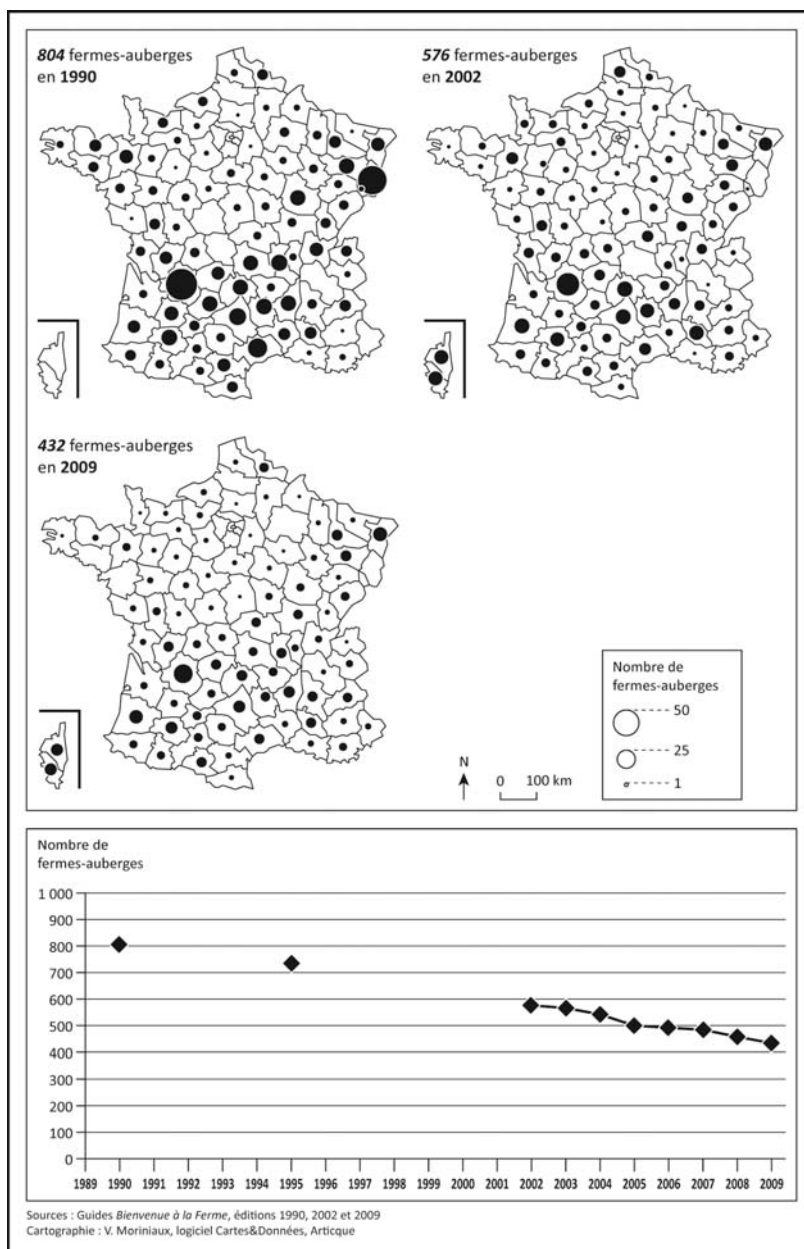 804 fermes-auberges
en 1990
576 fermes-auberges
en 2002
432 fermes-auberges
en 2009
Nombre de
fermes-auberges
50
25
1
N
0 100 km
Nombre de
fermes-auberges
1 000
900
800
700
600
500
400
300
200
100
0
1989 1990 1991 1992 1993 1994 1995 1996 1997 1998 1999 2000 2001 2002 2003 2004 2005 2006 2007 2008 2009
Sources : Guides Bienvenue à la Ferme, éditions 1990, 2002 et 2009
Cartographie : V. Moriniaux, logiciel Cartes&Données, Articque